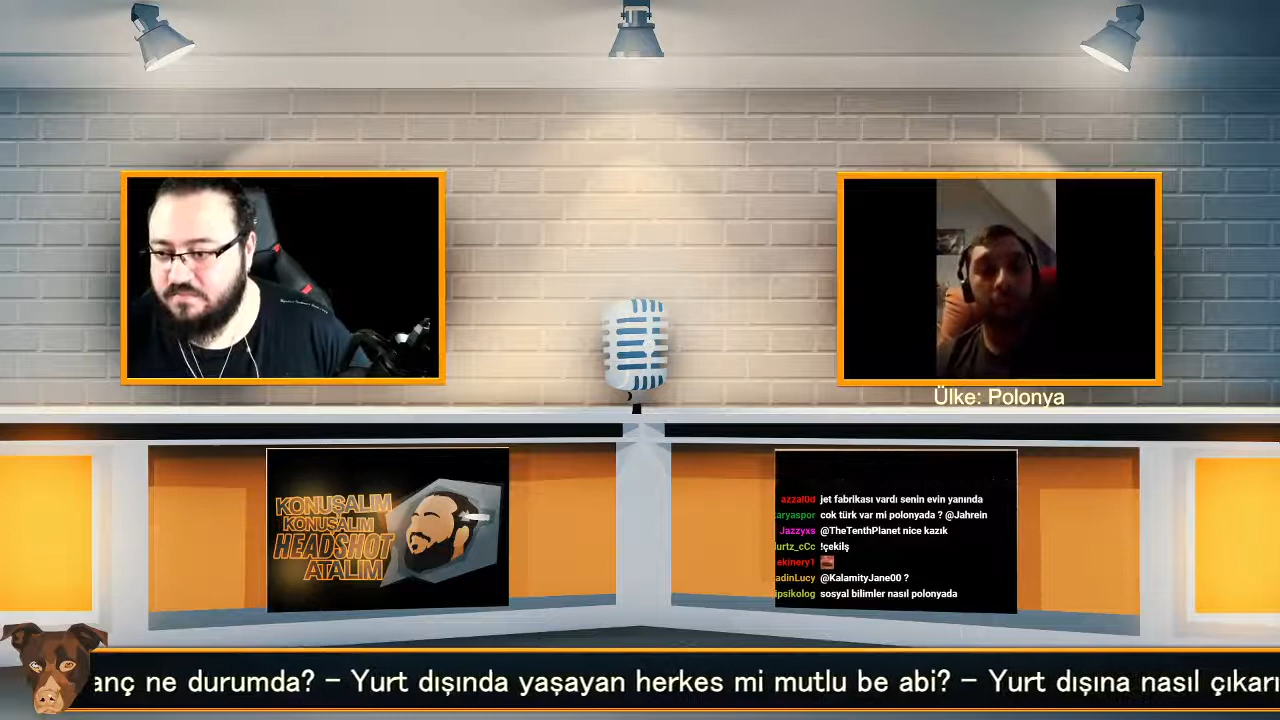 Ülke: Polonya
KONUŞALIM
KONUŞALIM
HEADSHOT
ATALIM
azzal0d jet fabrikası vardı senin evin yanında
karyaspor cok türk var mi polonyada ? @Jahrein
Jazzyxs @TheTenthPlanet nice kazık
urtz_cCc !çekilş
ekinery1
adinLucy @KalamityJane00 ?
ipsikolog sosyal bilimler nasıl polonyada
anç ne durumda? – Yurt dışında yaşayan herkes mi mutlu be abi? – Yurt dışına nasıl çıkarı